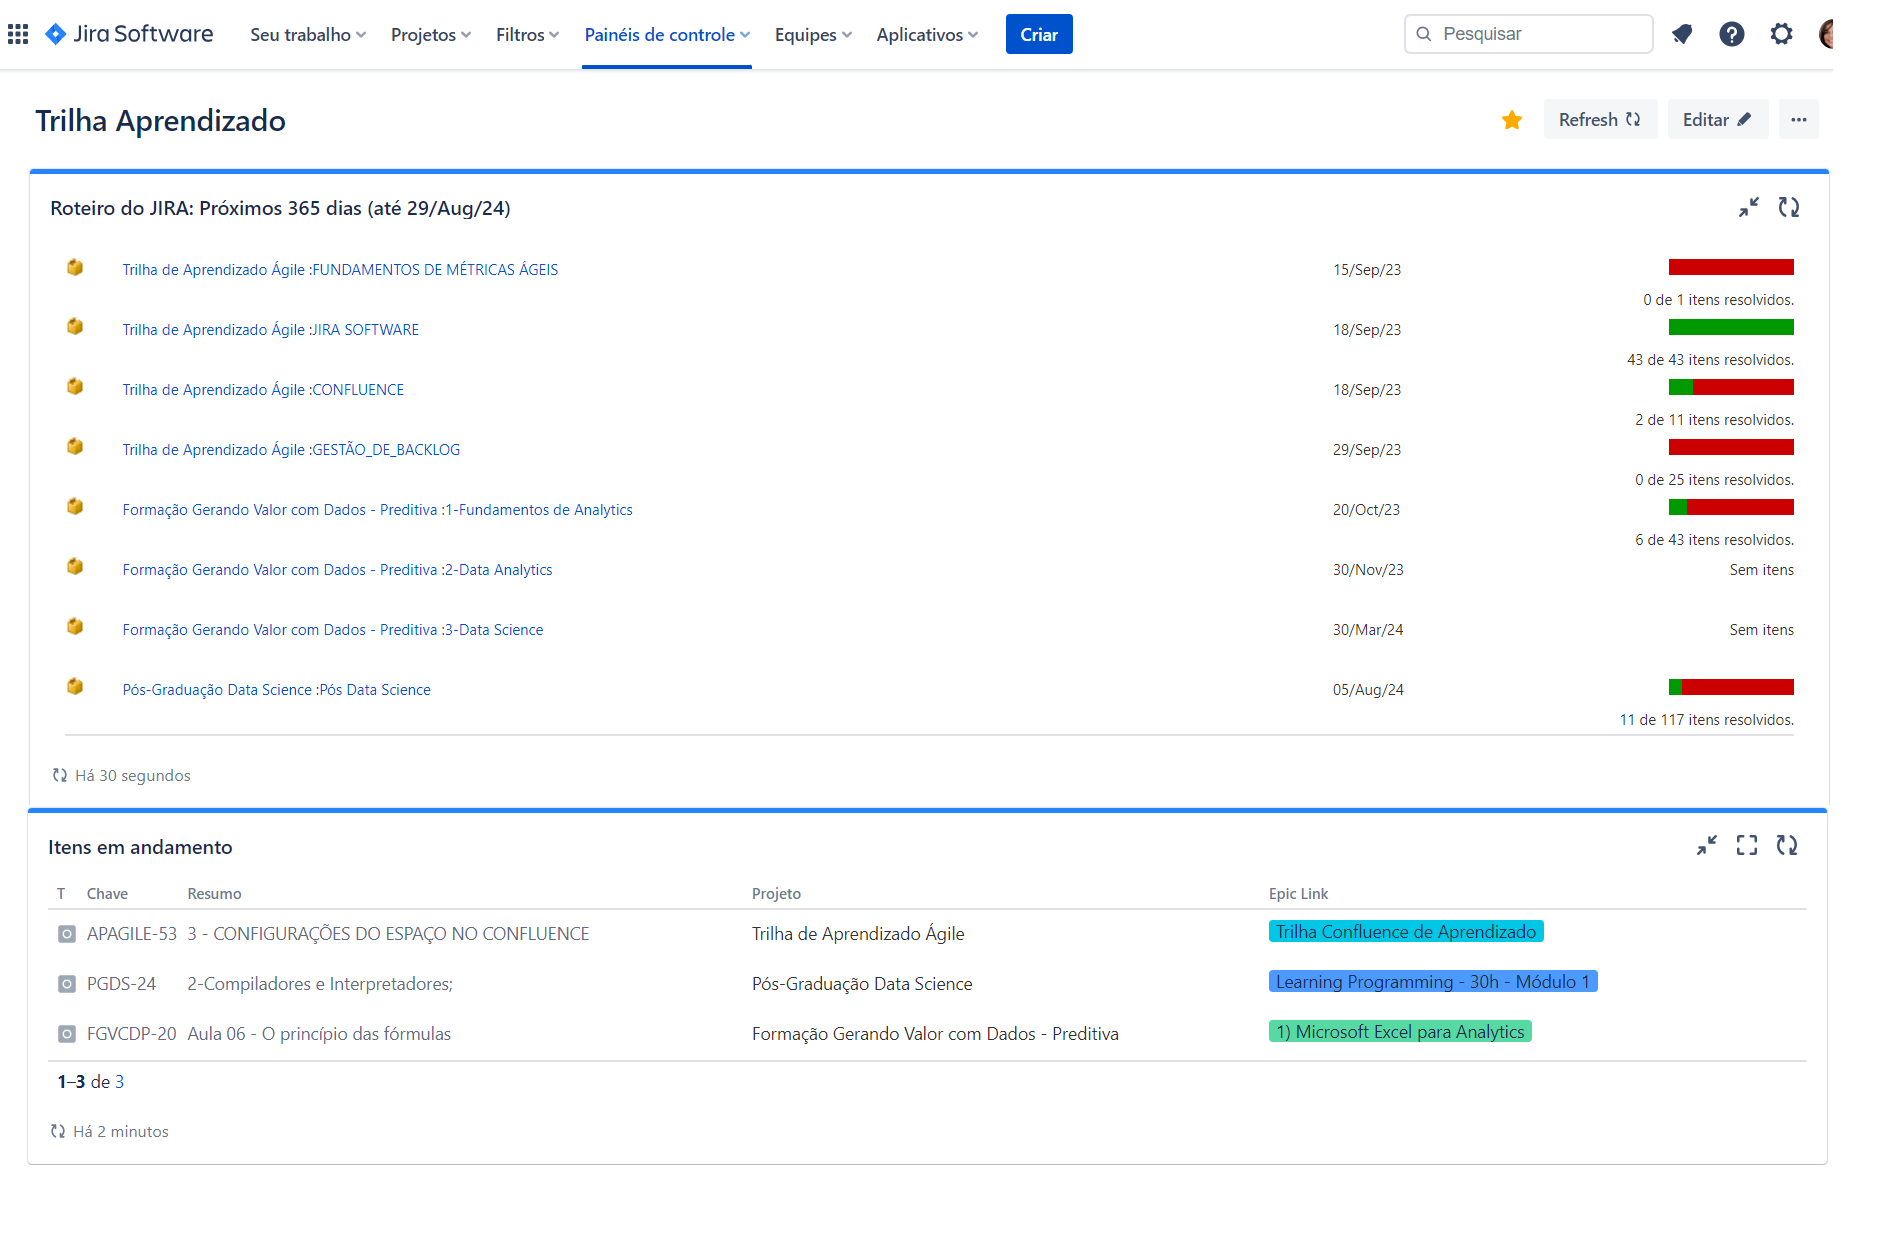 Jira Software Seu trabalho Projetos Filtros Painéis de controle Equipes Aplicativos Criar Pesquisar
Trilha Aprendizado Refresh Editar
Roteiro do JIRA: Próximos 365 dias (até 29/Aug/24)
Trilha de Aprendizado Ágile :FUNDAMENTOS DE MÉTRICAS ÁGEIS 15/Sep/23
0 de 1 itens resolvidos.
Trilha de Aprendizado Ágile :JIRA SOFTWARE 18/Sep/23
43 de 43 itens resolvidos.
Trilha de Aprendizado Ágile :CONFLUENCE 18/Sep/23
2 de 11 itens resolvidos.
Trilha de Aprendizado Ágile :GESTÃO_DE_BACKLOG 29/Sep/23
0 de 25 itens resolvidos.
Formação Gerando Valor com Dados - Preditiva :1-Fundamentos de Analytics 20/Oct/23
6 de 43 itens resolvidos.
Formação Gerando Valor com Dados - Preditiva :2-Data Analytics 30/Nov/23 Sem itens
Formação Gerando Valor com Dados - Preditiva :3-Data Science 30/Mar/24 Sem itens
Pós-Graduação Data Science :Pós Data Science 05/Aug/24
11 de 117 itens resolvidos.
Há 30 segundos
Itens em andamento
T Chave Resumo Projeto Epic Link
APAGILE-53 3 - CONFIGURAÇÕES DO ESPAÇO NO CONFLUENCE Trilha de Aprendizado Ágile Trilha Confluence de Aprendizado
PGDS-24 2-Compiladores e Interpretadores; Pós-Graduação Data Science Learning Programming - 30h - Módulo 1
FGVCDP-20 Aula 06 - O princípio das fórmulas Formação Gerando Valor com Dados - Preditiva 1) Microsoft Excel para Analytics
1–3 de 3
Há 2 minutos